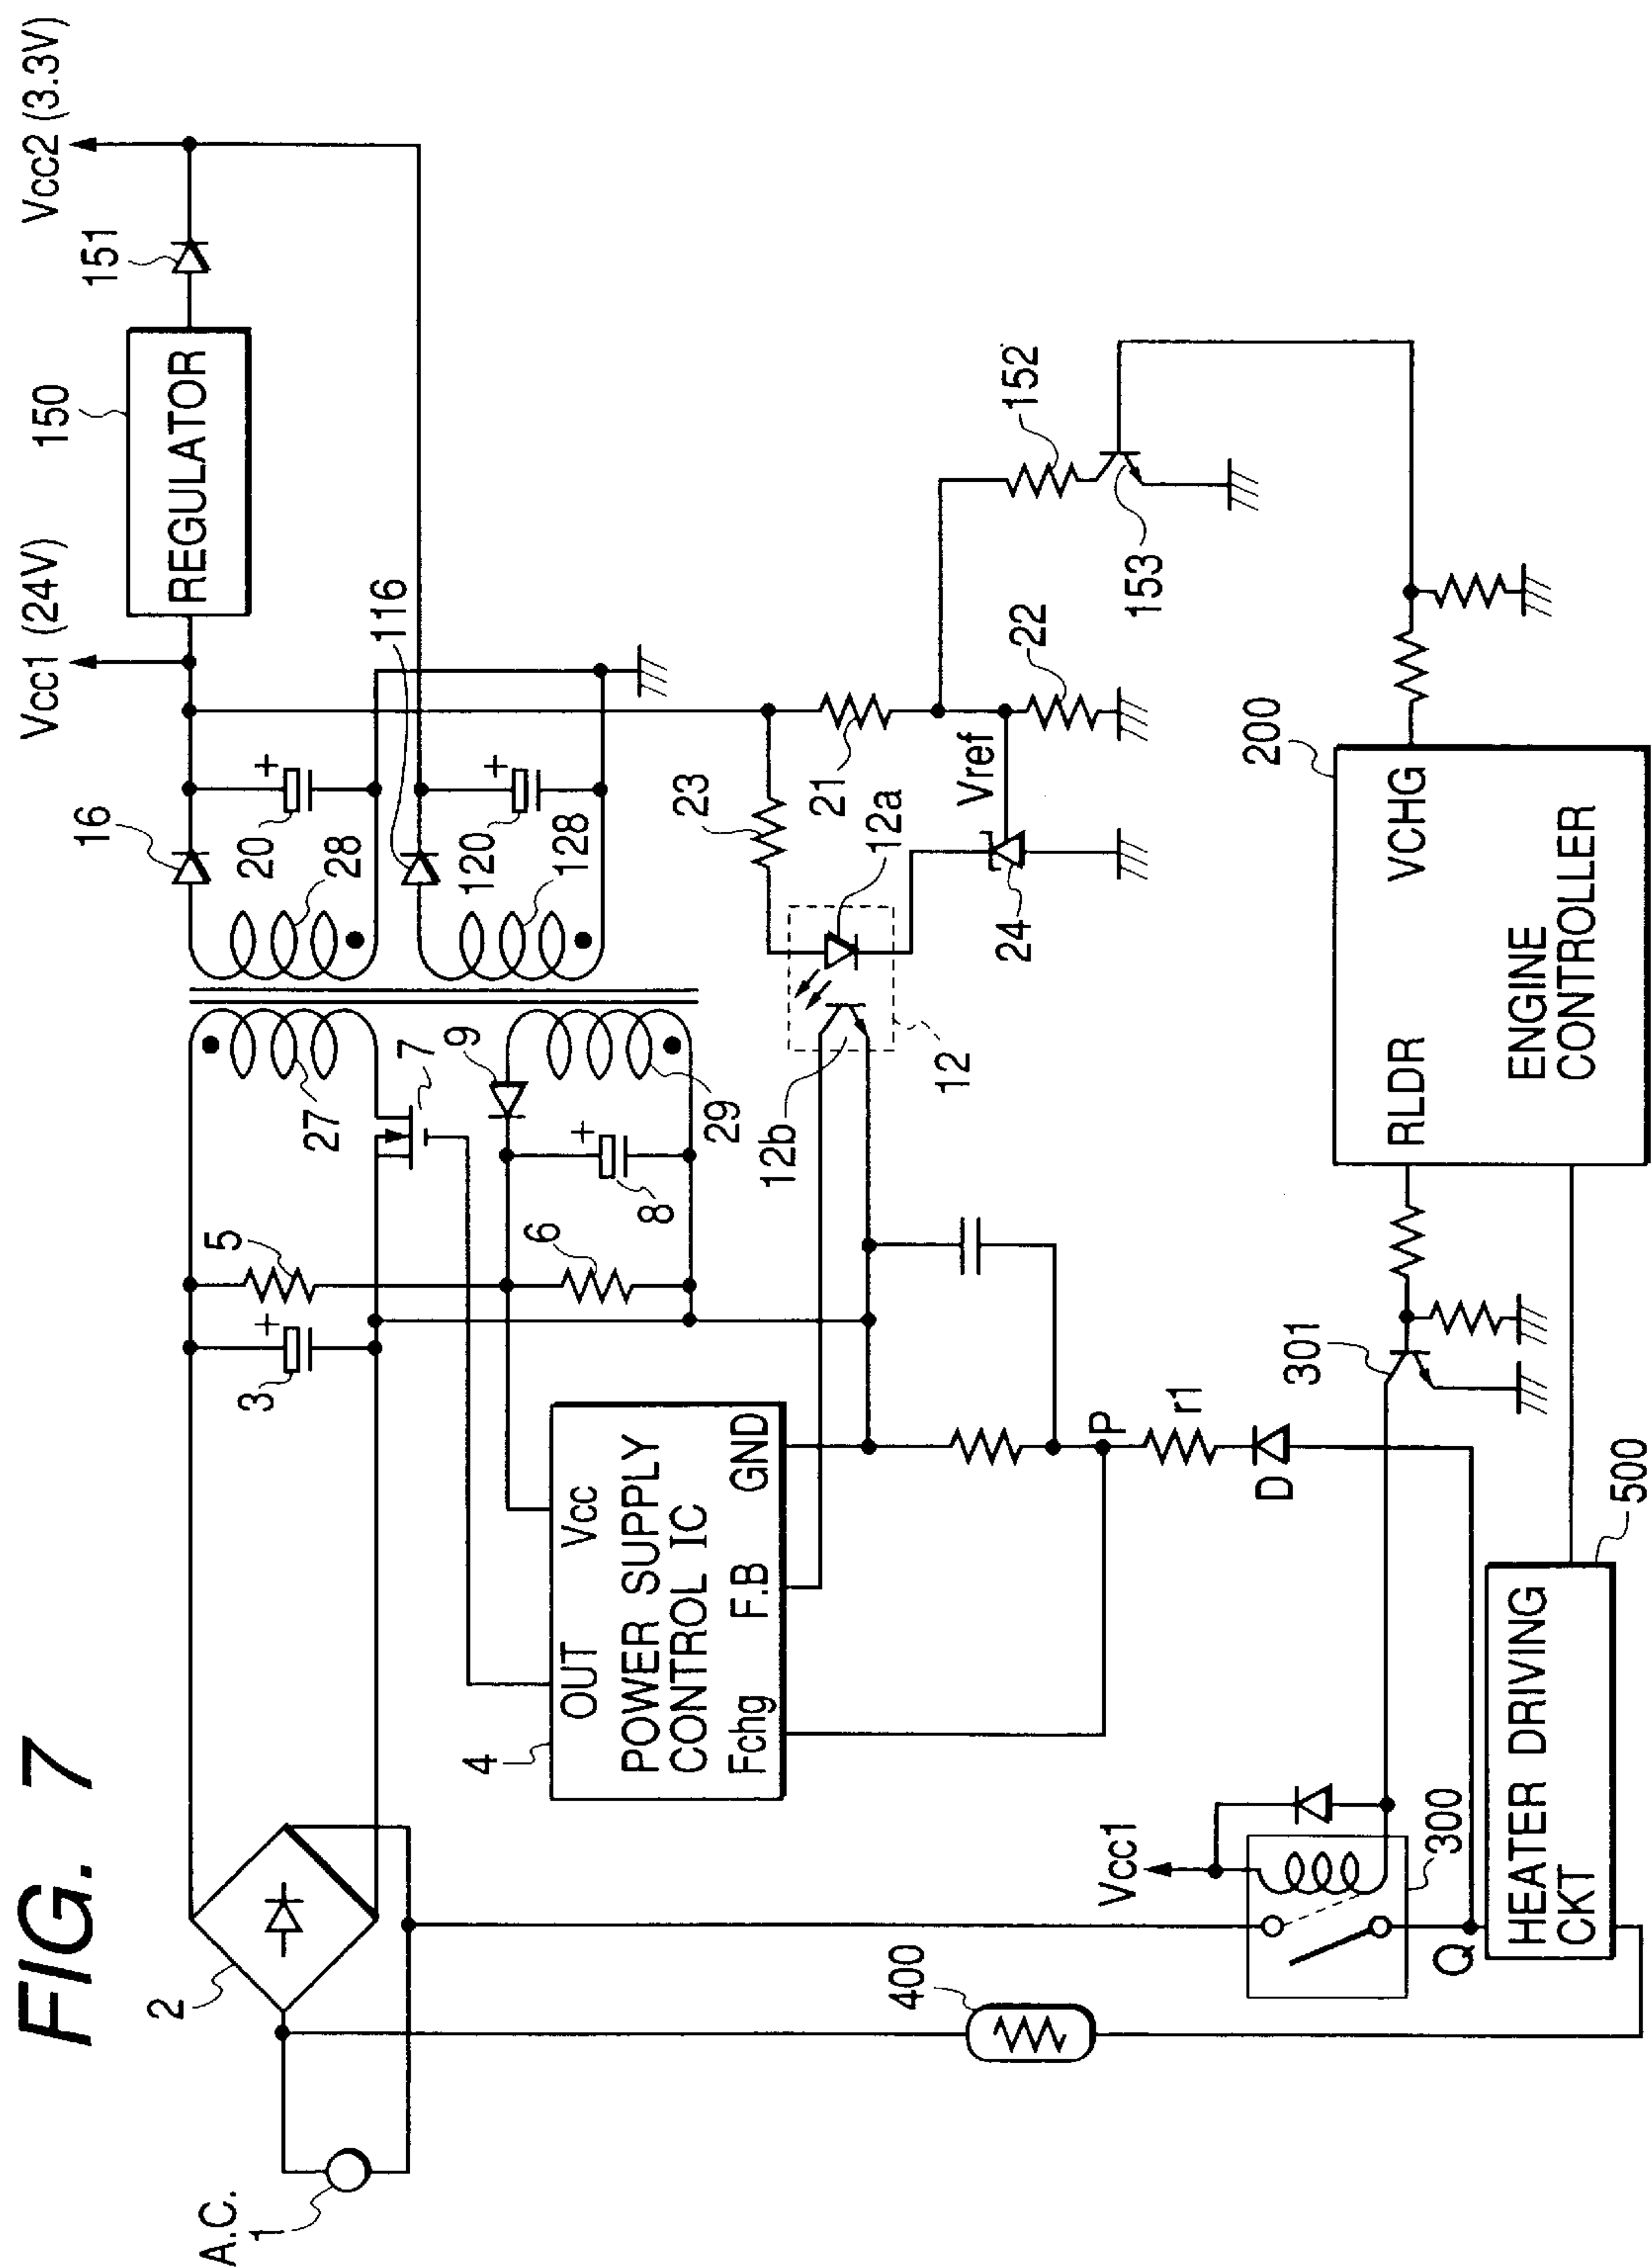 FIG. 7
A.C.
1
2
3
5
27
7
16
20
28
Vcc1 (24V)
150
REGULATOR
151
Vcc2 (3.3V)
116
120
128
9
6
8
29
4
OUT
Vcc
POWER SUPPLY
CONTROL IC
Fchg
F.B
GND
12b
12
12a
23
21
Vref
22
24
152
153
P
r1
D
400
Vcc1
300
Q
301
HEATER DRIVING
CKT
500
200
RLDR
VCHG
ENGINE
CONTROLLER